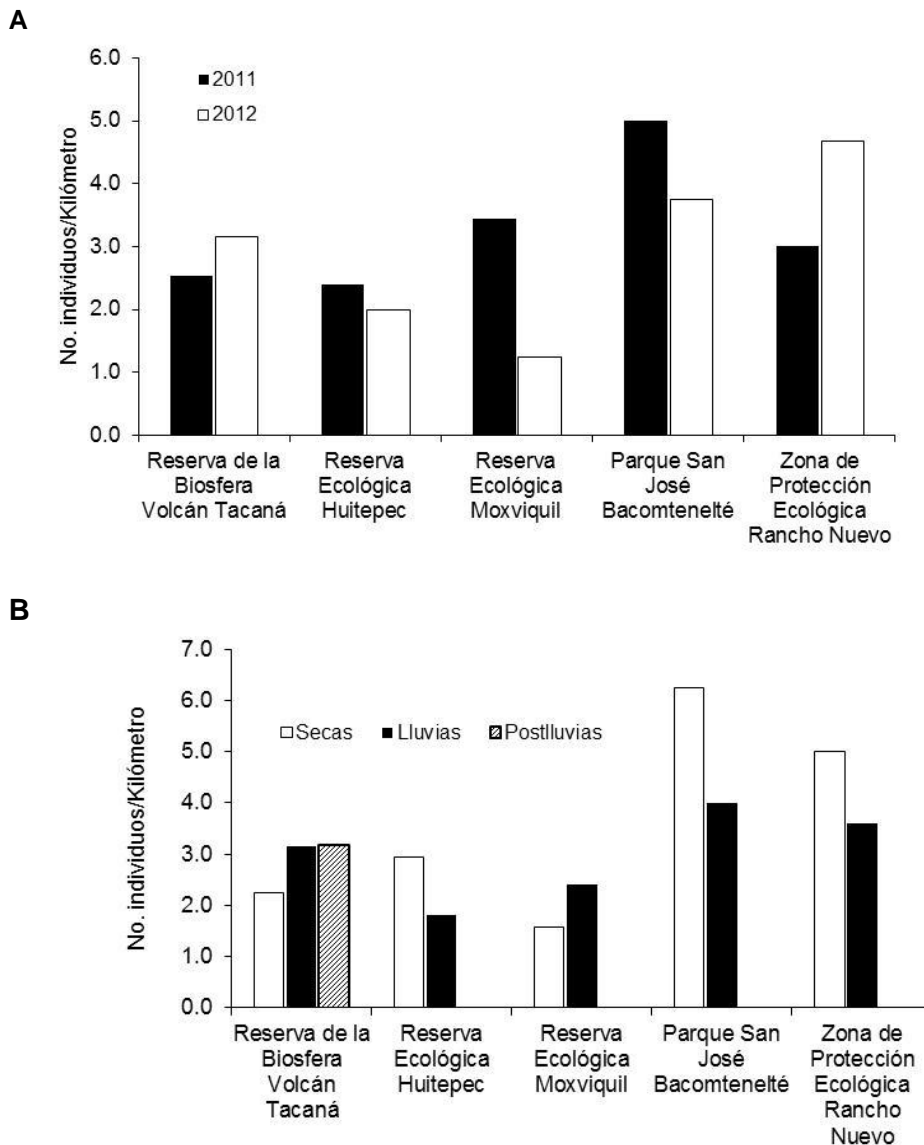 A
No. individuos/Kilómetro
6.0
5.0
4.0
3.0
2.0
1.0
0.0
2011
2012
Reserva de la
Biosfera
Volcán Tacaná
Reserva
Ecológica
Huitepec
Reserva
Ecológica
Moxviquil
Parque San
José
Bacomtenelté
Zona de
Protección
Ecológica
Rancho Nuevo
B
No. individuos/Kilómetro
7.0
6.0
5.0
4.0
3.0
2.0
1.0
0.0
Secas Lluvias Postlluvias
Reserva de la
Biosfera
Volcán
Tacaná
Reserva
Ecológica
Huitepec
Reserva
Ecológica
Moxviquil
Parque San
José
Bacomtenelté
Zona de
Protección
Ecológica
Rancho
Nuevo